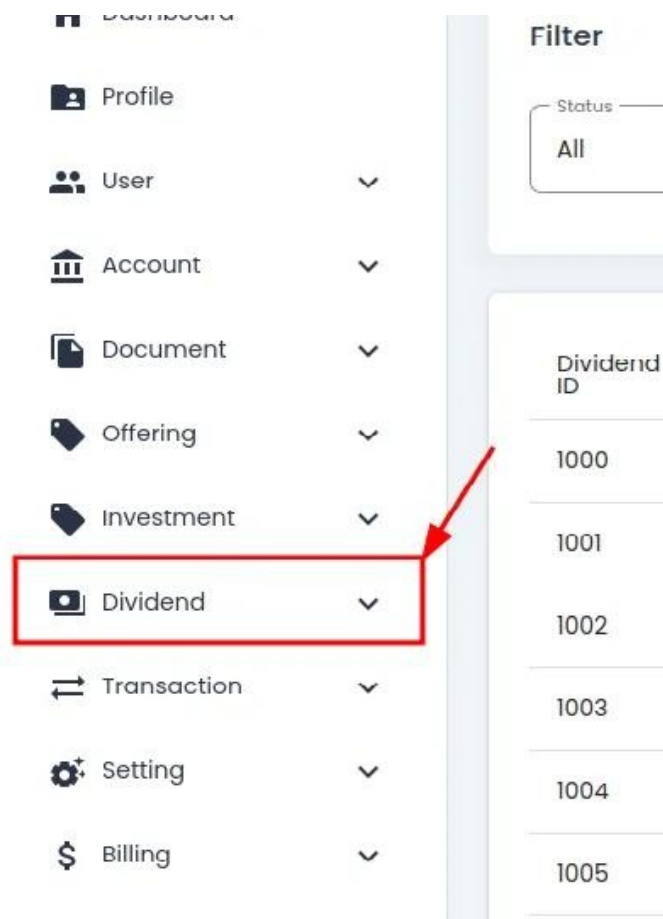 Dashboard
Profile
User
Account
Document
Offering
Investment
Dividend
Transaction
Setting
Billing
Filter
Status
All
Dividend
ID
1000
1001
1002
1003
1004
1005